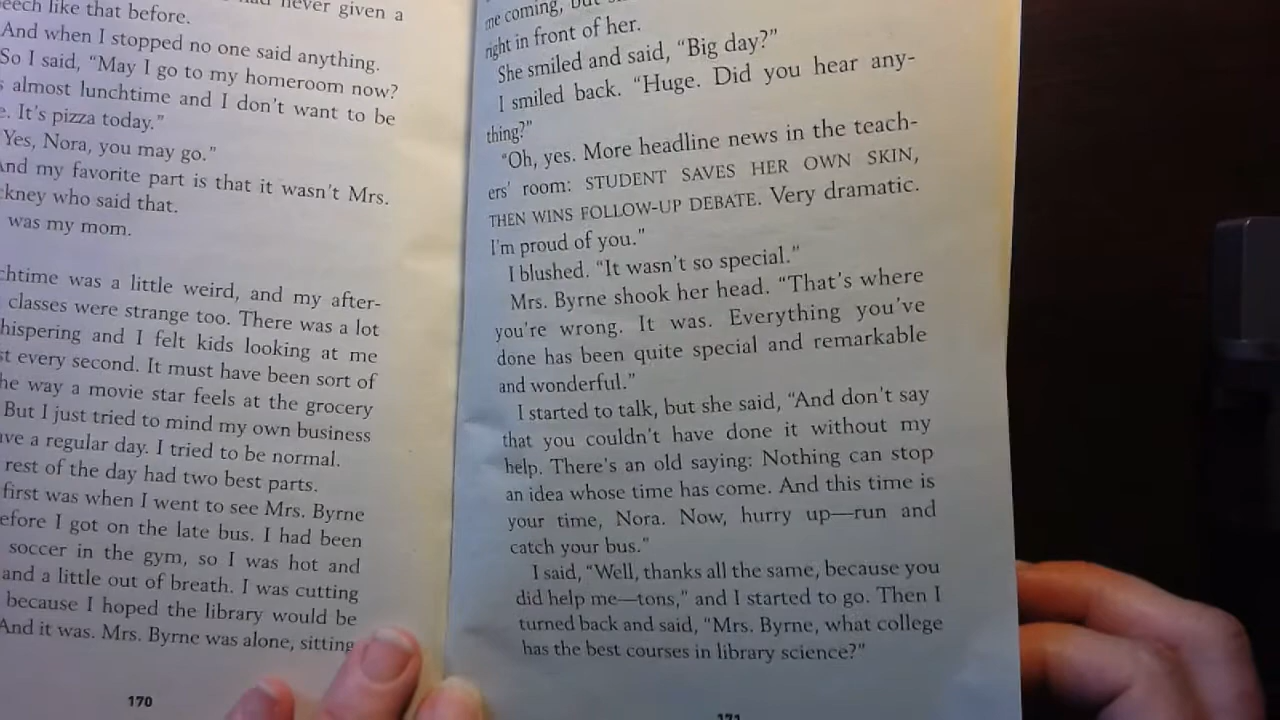 never given a
eech like that before.
And when I stopped no one said anything.
So I said, “May I go to my homeroom now?
almost lunchtime and I don't want to be
It's pizza today.”
Yes, Nora, you may go.”
And my favorite part is that it wasn't Mrs.
ckney who said that.
was my mom.
chtime was a little weird, and my after-
classes were strange too. There was a lot
hispering and I felt kids looking at me
st every second. It must have been sort of
he way a movie star feels at the grocery
But I just tried to mind my own business
ave a regular day. I tried to be normal.
rest of the day had two best parts.
first was when I went to see Mrs. Byrne
efore I got on the late bus. I had been
soccer in the gym, so I was hot and
and a little out of breath. I was cutting
because I hoped the library would be
And it was. Mrs. Byrne was alone, sitting
170
me coming, but
right in front of her.
She smiled and said, “Big day?”
I smiled back. “Huge. Did you hear any-
thing?”
“Oh, yes. More headline news in the teach-
ers' room: STUDENT SAVES HER OWN SKIN,
THEN WINS FOLLOW-UP DEBATE. Very dramatic.
I'm proud of you.”
I blushed. “It wasn't so special.”
Mrs. Byrne shook her head. “That's where
you're wrong. It was. Everything you've
done has been quite special and remarkable
and wonderful.”
I started to talk, but she said, “And don't say
that you couldn't have done it without my
help. There's an old saying: Nothing can stop
an idea whose time has come. And this time is
your time, Nora. Now, hurry up—run and
catch your bus.”
I said, “Well, thanks all the same, because you
did help me—tons,” and I started to go. Then I
turned back and said, “Mrs. Byrne, what college
has the best courses in library science?”
171